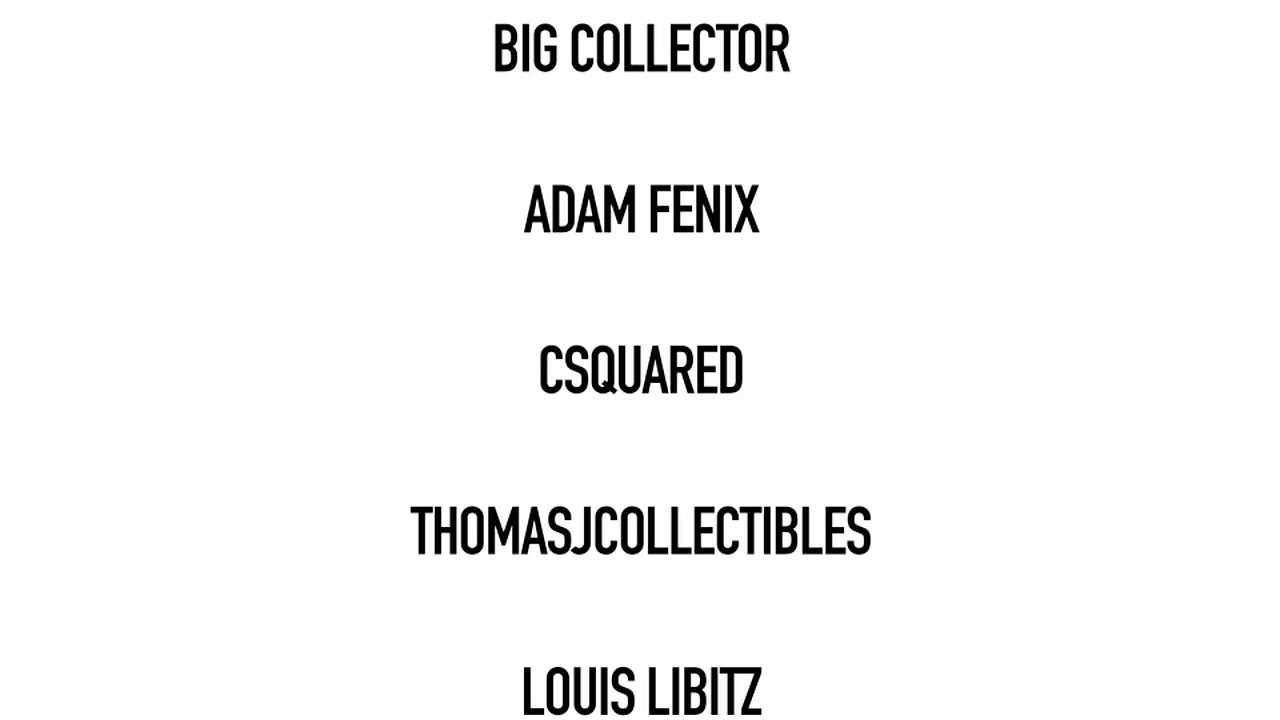 BIG COLLECTOR
ADAM FENIX
CSQUARED
THOMASJCOLLECTIBLES
LOUIS LIBITZ